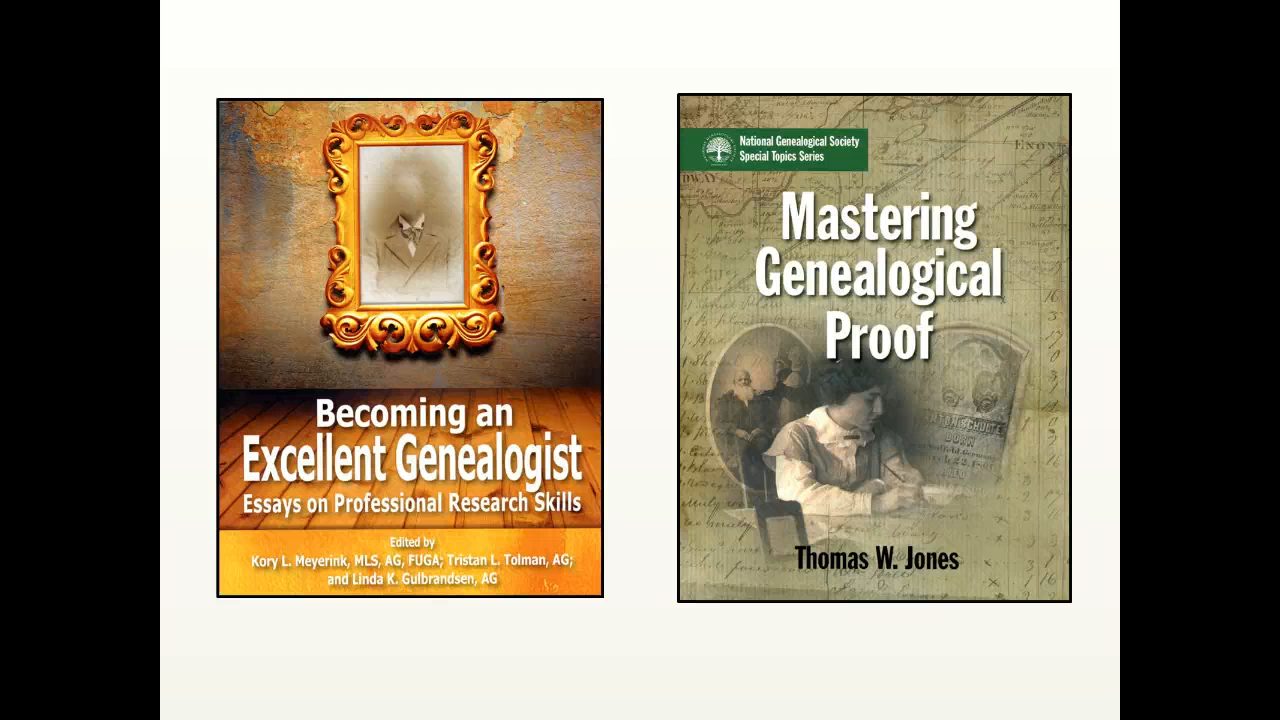 Becoming an
Excellent Genealogist
Essays on Professional Research Skills
Edited by
Kory L. Meyerink, MLS, AG, FUGA; Tristan L. Tolman, AG;
and Linda K. Gulbrandsen, AG
National Genealogical Society
Special Topics Series
Mastering
Genealogical
Proof
Thomas W. Jones